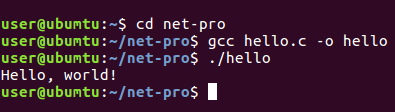 user@ubumtu:~$ cd net-pro
user@ubumtu:~/net-pro$ gcc hello.c -o hello
user@ubumtu:~/net-pro$ ./hello
Hello, world!
user@ubumtu:~/net-pro$